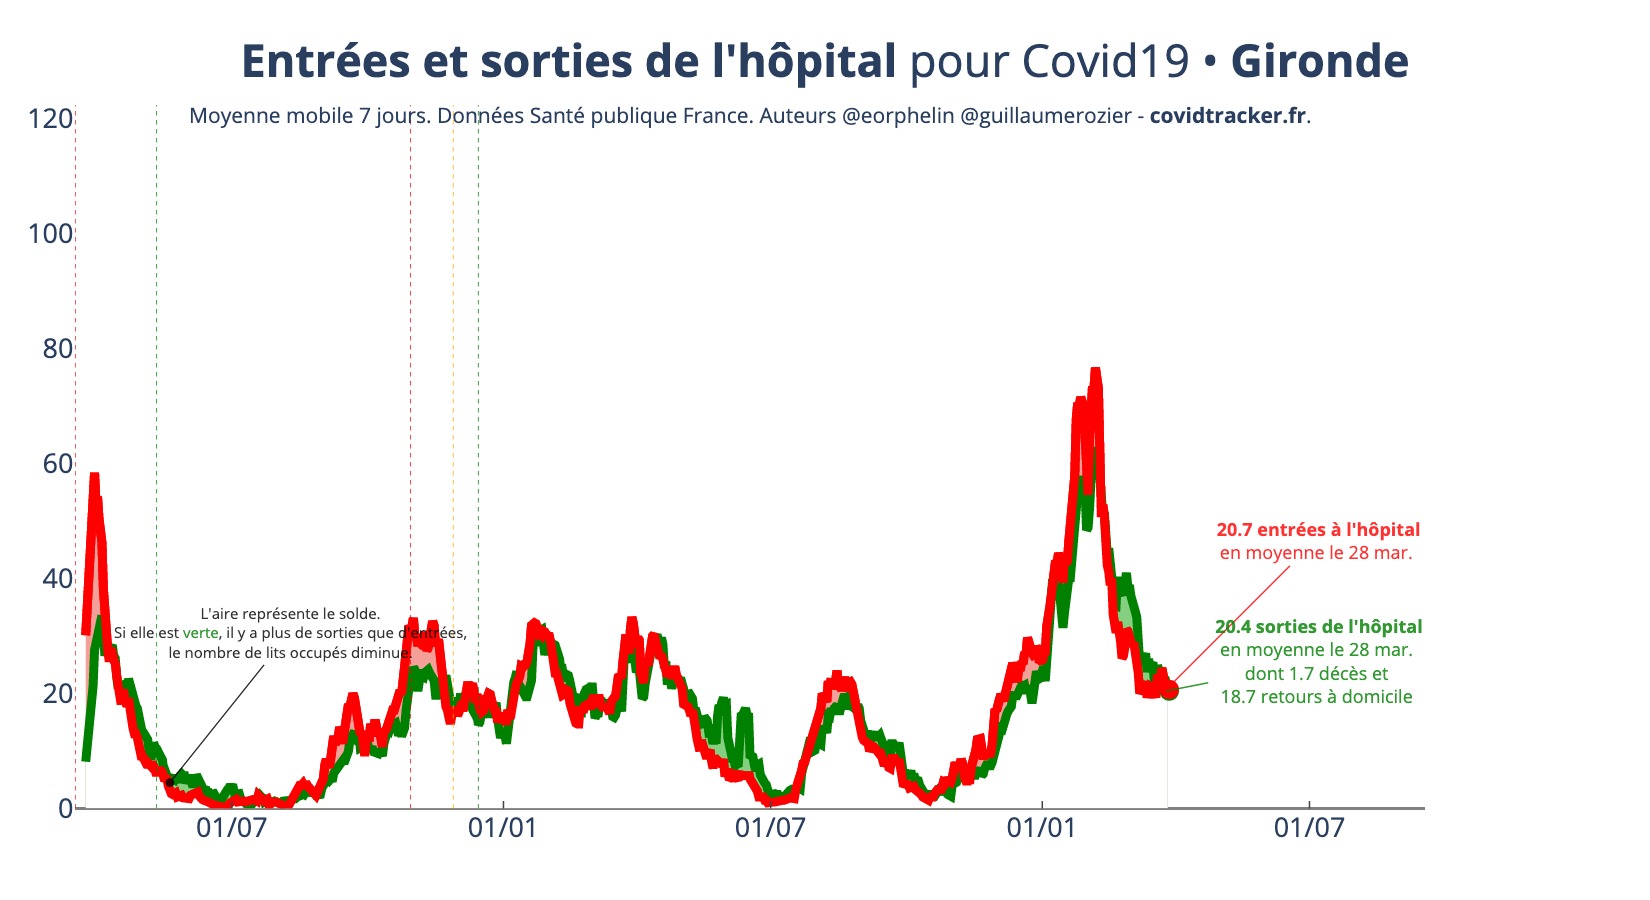 Entrées et sorties de l'hôpital pour Covid19 • Gironde
Moyenne mobile 7 jours. Données Santé publique France. Auteurs @eorphelin @guillaumerozier - covidtracker.fr.
120
100
80
60
40
20
0
L'aire représente le solde.
Si elle est verte, il y a plus de sorties que d'entrées,
le nombre de lits occupés diminue.
20.7 entrées à l'hôpital
en moyenne le 28 mar.
20.4 sorties de l'hôpital
en moyenne le 28 mar.
dont 1.7 décès et
18.7 retours à domicile
01/07
01/01
01/07
01/01
01/07